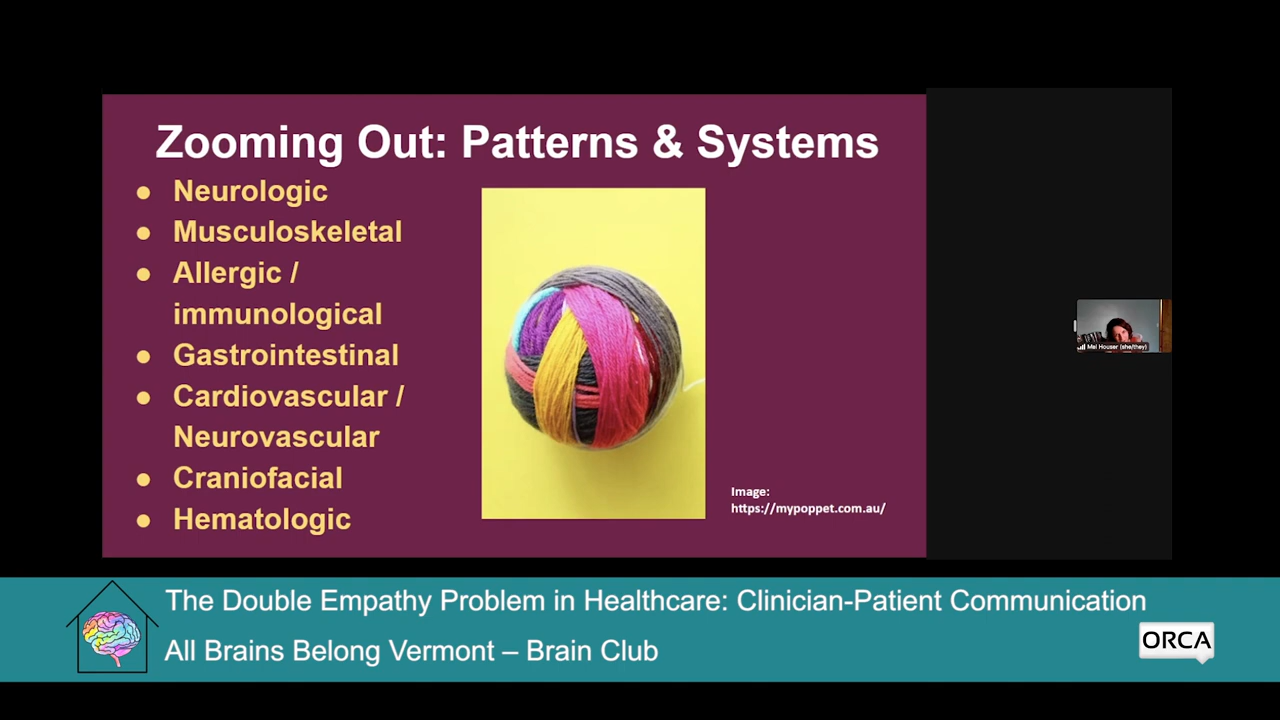 Zooming Out: Patterns & Systems
● Neurologic
● Musculoskeletal
● Allergic /
immunological
● Gastrointestinal
● Cardiovascular /
Neurovascular
● Craniofacial
● Hematologic
Image:
https://mypoppet.com.au/
Mel Houser (she/they)
The Double Empathy Problem in Healthcare: Clinician-Patient Communication
All Brains Belong Vermont – Brain Club
ORCA